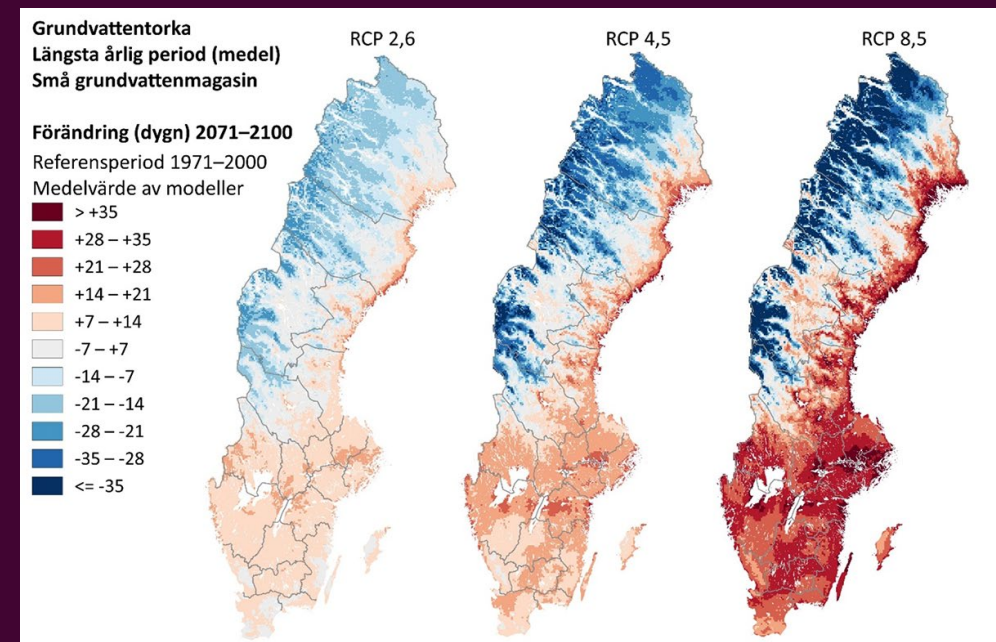 Grundvattentorka
Längsta årlig period (medel)
Små grundvattenmagasin
Förändring (dygn) 2071–2100
Referensperiod 1971–2000
Medelvärde av modeller
> +35
+28 – +35
+21 – +28
+14 – +21
+7 – +14
-7 – +7
-14 – -7
-21 – -14
-28 – -21
-35 – -28
<= -35
RCP 2,6
RCP 4,5
RCP 8,5